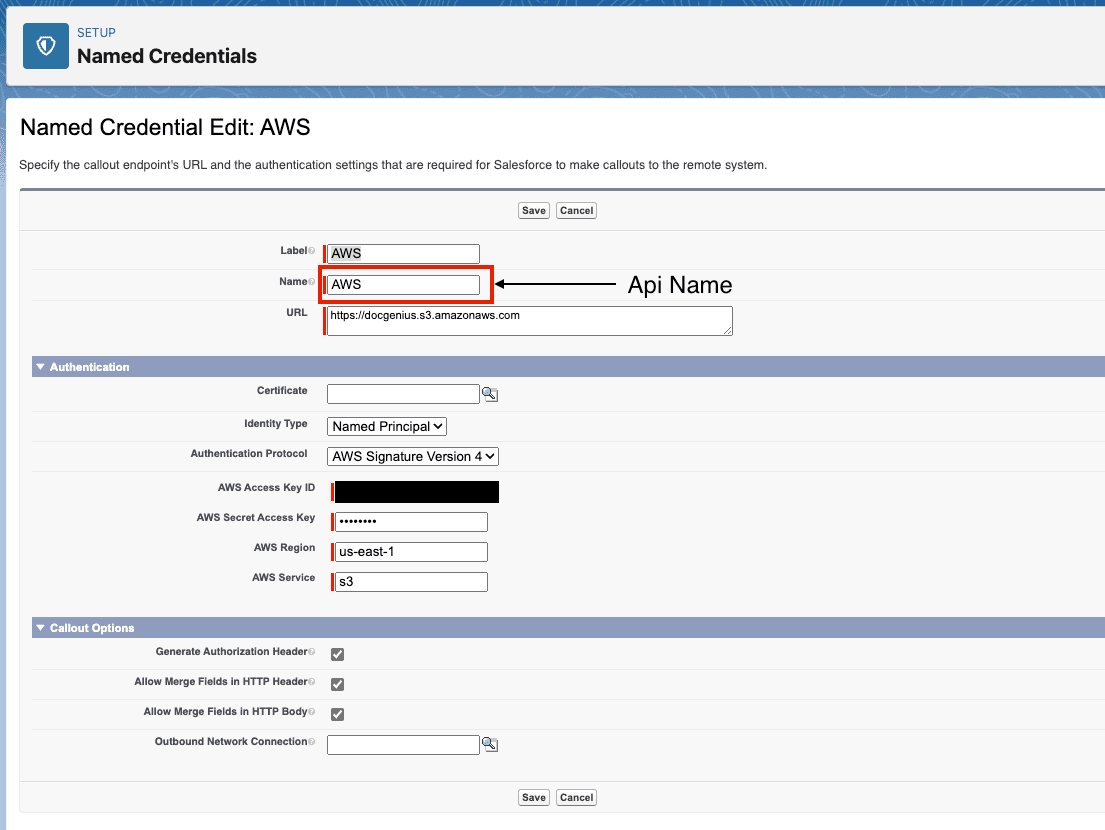 SETUP
Named Credentials
Named Credential Edit: AWS
Specify the callout endpoint's URL and the authentication settings that are required for Salesforce to make callouts to the remote system.
Save Cancel
Label AWS
Name AWS Api Name
URL https://docgenius.s3.amazonaws.com
Authentication
Certificate
Identity Type Named Principal
Authentication Protocol AWS Signature Version 4
AWS Access Key ID
AWS Secret Access Key ••••••••
AWS Region us-east-1
AWS Service s3
Callout Options
Generate Authorization Header
Allow Merge Fields in HTTP Header
Allow Merge Fields in HTTP Body
Outbound Network Connection
Save Cancel